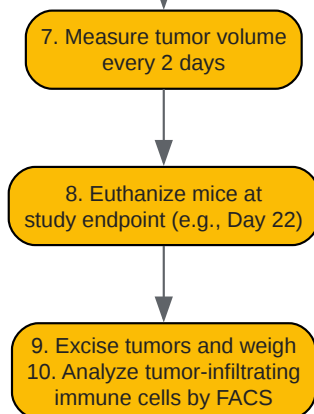 7. Measure tumor volume
every 2 days
8. Euthanize mice at
study endpoint (e.g., Day 22)
9. Excise tumors and weigh
10. Analyze tumor-infiltrating
immune cells by FACS